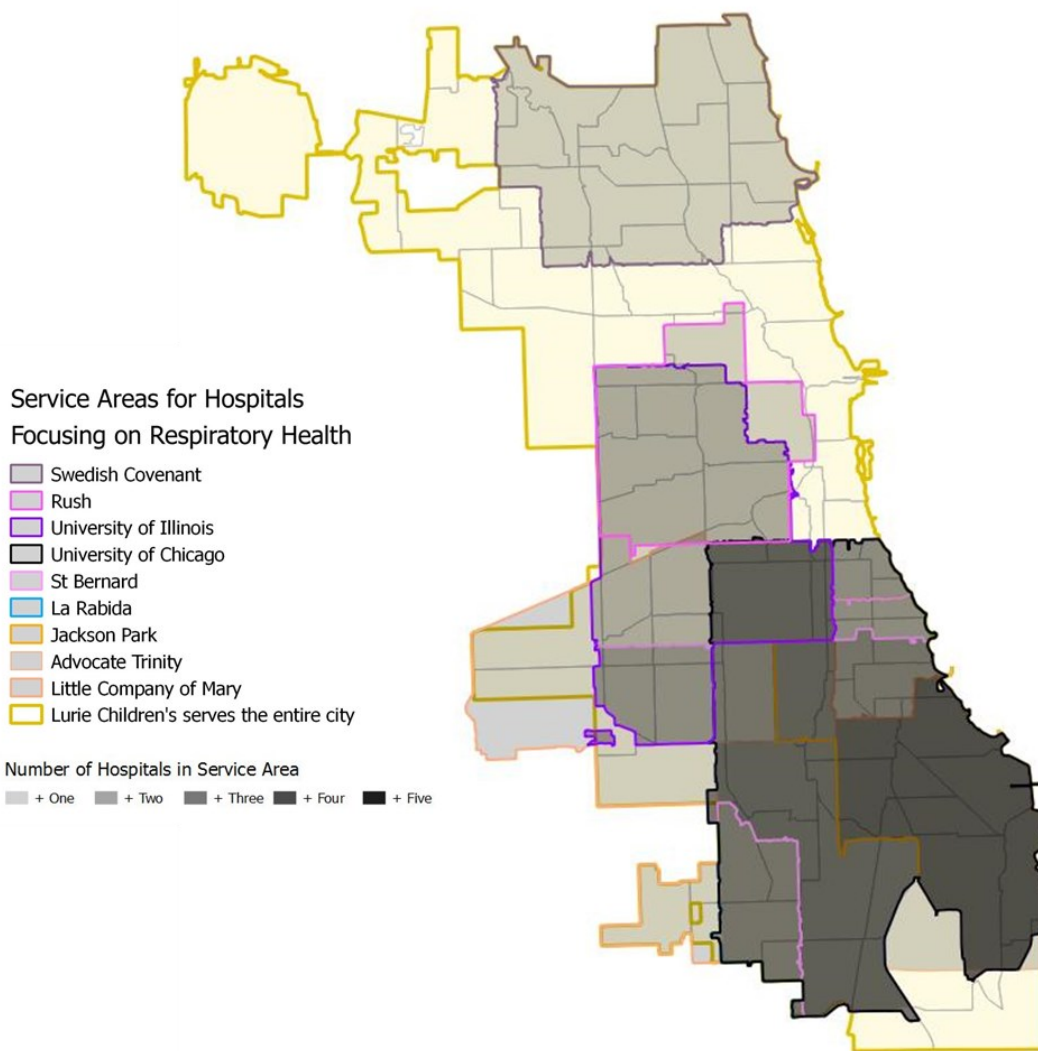 Service Areas for Hospitals
Focusing on Respiratory Health
Swedish Covenant
Rush
University of Illinois
University of Chicago
St Bernard
La Rabida
Jackson Park
Advocate Trinity
Little Company of Mary
Lurie Children's serves the entire city
Number of Hospitals in Service Area
+ One + Two + Three + Four + Five